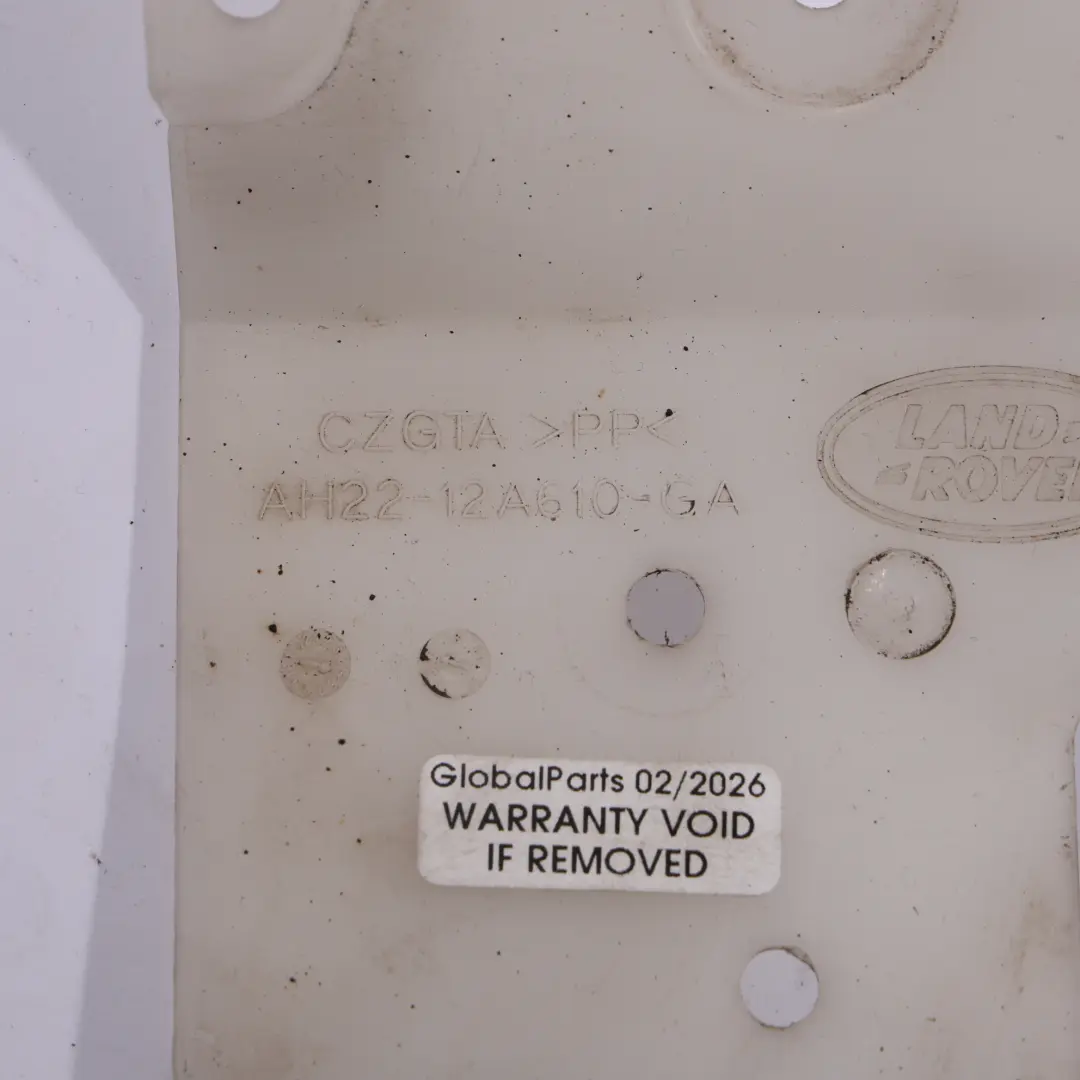 CZGTA >PP<
AH22-12A610-GA
LAND
ROVER
GlobalParts 02/2026
WARRANTY VOID
IF REMOVED